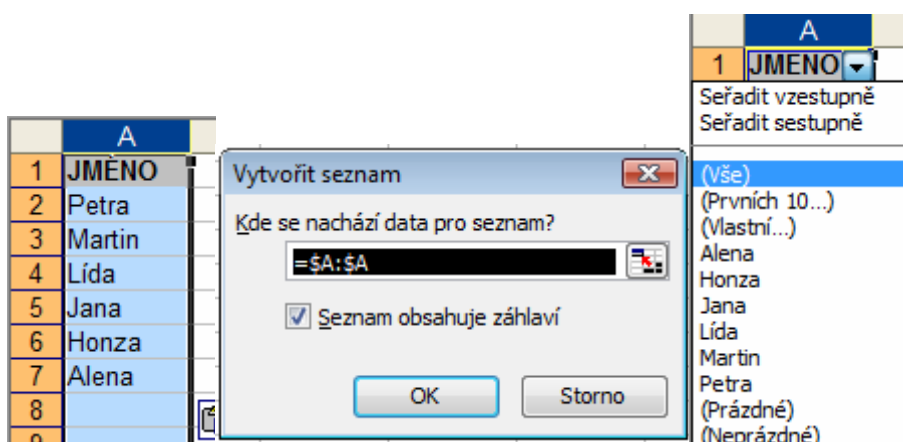 A
1 JMÉNO
2 Petra
3 Martin
4 Lída
5 Jana
6 Honza
7 Alena
8
9
Vytvořit seznam
Kde se nachází data pro seznam?
=$A:$A
Seznam obsahuje záhlaví
OK Storno
A
1 JMENO
Seřadit vzestupně
Seřadit sestupně
(Vše)
(Prvních 10...)
(Vlastní...)
Alena
Honza
Jana
Lída
Martin
Petra
(Prázdné)
(Neprázdné)